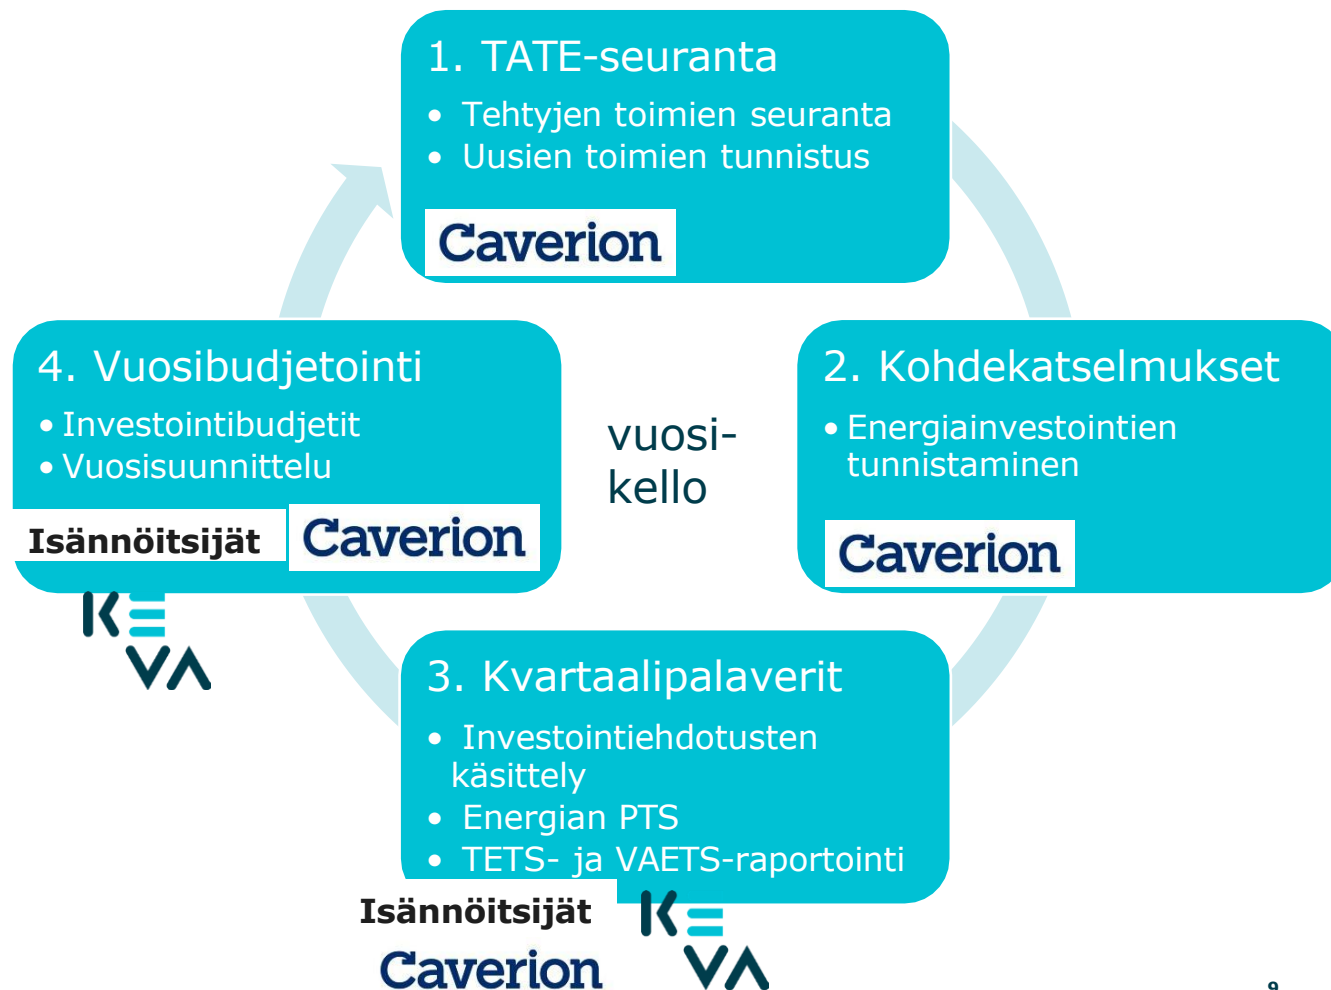 1. TATE-seuranta
• Tehtyjen toimien seuranta
• Uusien toimien tunnistus
Caverion
2. Kohdekatselmukset
• Energiainvestointien
tunnistaminen
Caverion
3. Kvartaalipalaverit
• Investointiehdotusten
käsittely
• Energian PTS
• TETS- ja VAETS-raportointi
Isännöitsijät
KEVA
Caverion
4. Vuosibudjetointi
• Investointibudjetit
• Vuosisuunnittelu
Isännöitsijät
Caverion
KEVA
vuosi-
kello
9